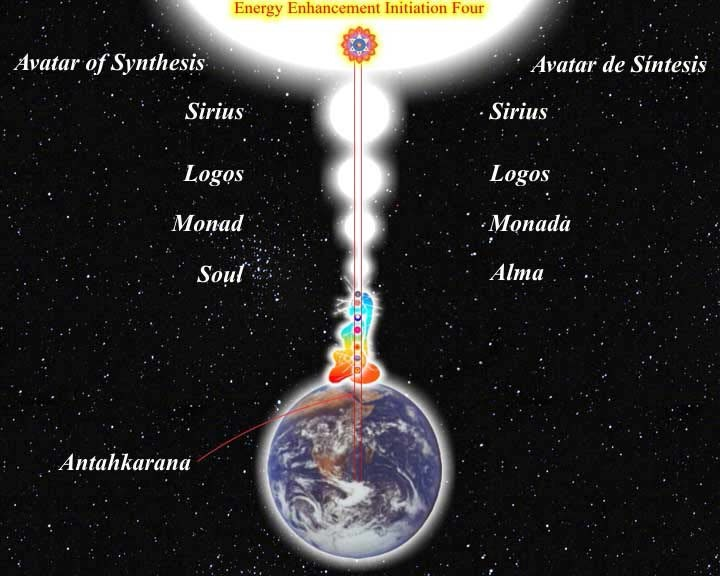 Energy Enhancement Initiation Four
Avatar of Synthesis
Avatar de Síntesis
Sirius
Sirius
Logos
Logos
Monad
Monada
Soul
Alma
Antahkarana